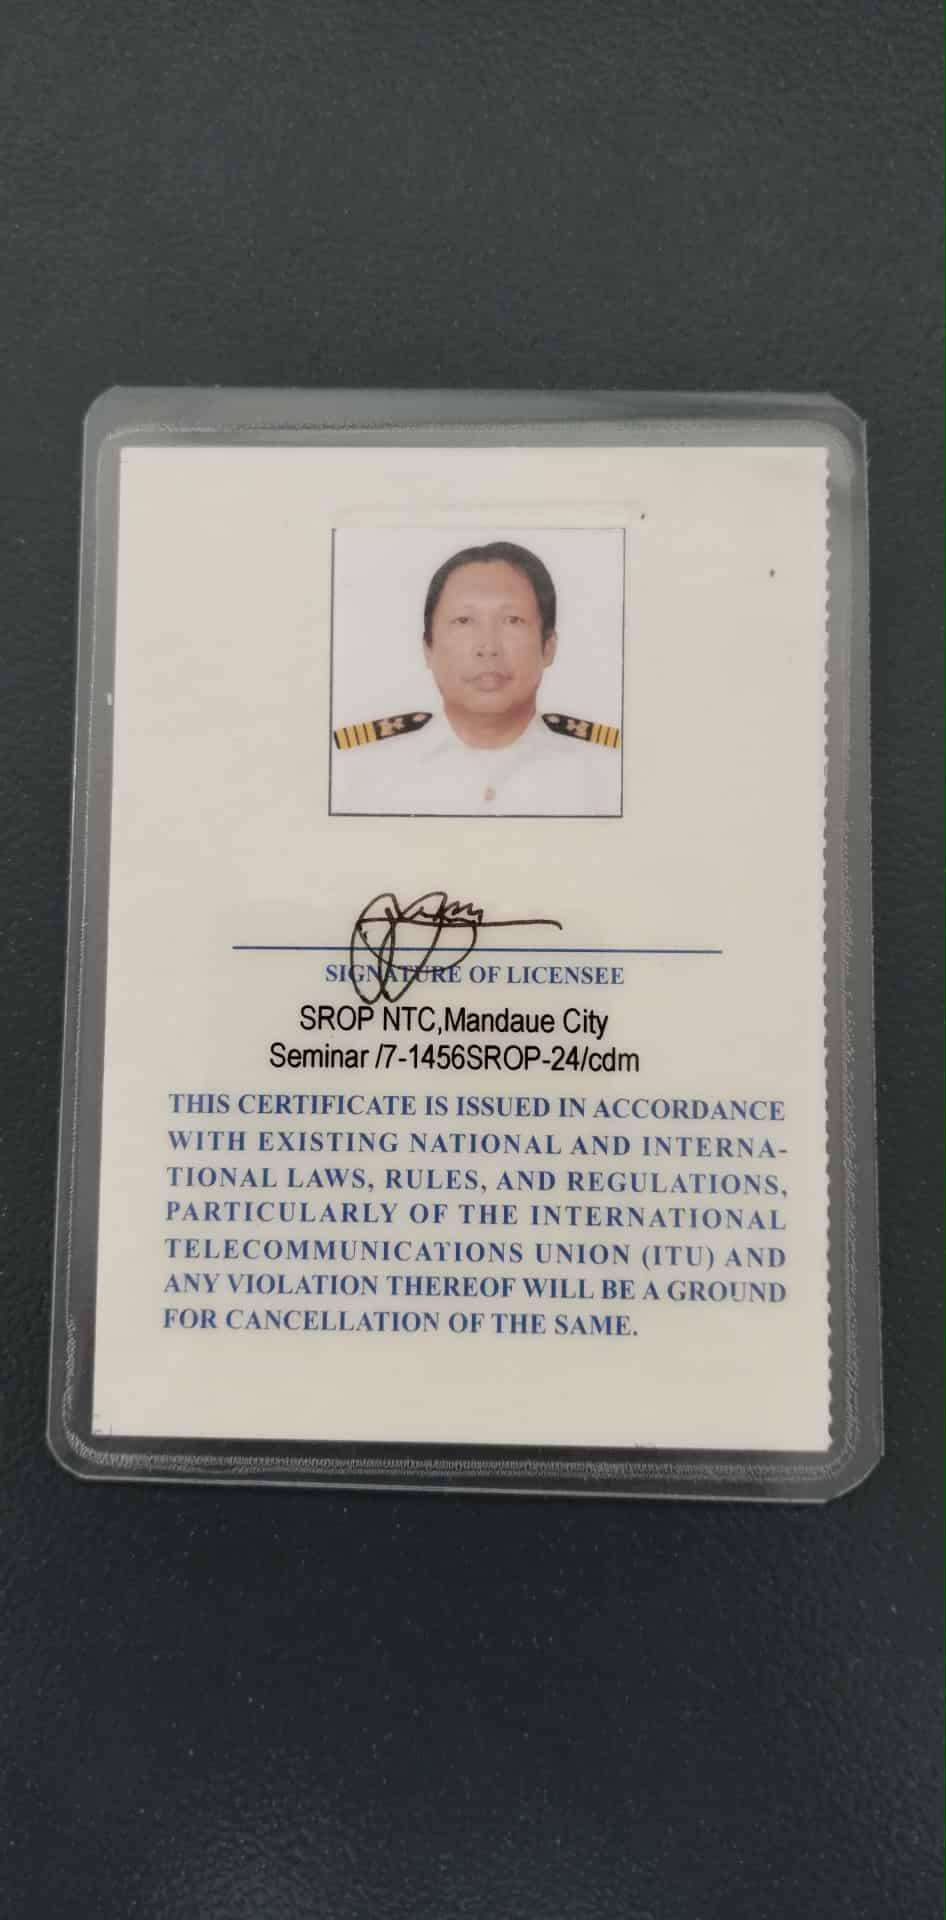 SIGNATURE OF LICENSEE
SROP NTC,Mandaue City
Seminar /7-1456SROP-24/cdm
THIS CERTIFICATE IS ISSUED IN ACCORDANCE
WITH EXISTING NATIONAL AND INTERNA-
TIONAL LAWS, RULES, AND REGULATIONS,
PARTICULARLY OF THE INTERNATIONAL
TELECOMMUNICATIONS UNION (ITU) AND
ANY VIOLATION THEREOF WILL BE A GROUND
FOR CANCELLATION OF THE SAME.